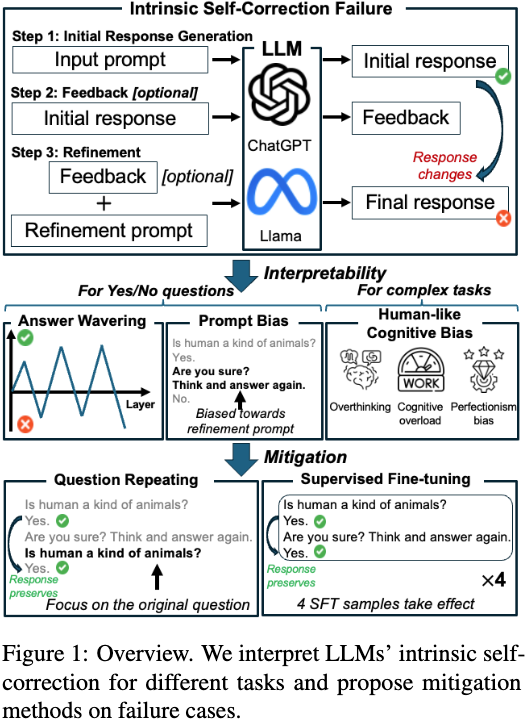 Intrinsic Self-Correction Failure
Step 1: Initial Response Generation
Input prompt
LLM
Initial response
Step 2: Feedback [optional]
Initial response
ChatGPT
Feedback
Step 3: Refinement
Response
changes
Feedback [optional]
+
Refinement prompt
Llama
Final response
Interpretability
For Yes/No questions
For complex tasks
Answer Wavering
Layer
Prompt Bias
Is human a kind of animals?
Yes.
Are you sure?
Think and answer again.
No.
Biased towards
refinement prompt
Human-like
Cognitive Bias
WORK
Overthinking
Cognitive
overload
Perfectionism
bias
Mitigation
Question Repeating
Is human a kind of animals?
Yes.
Are you sure? Think and answer again.
Is human a kind of animals?
Yes.
Response
preserves
Focus on the original question
Supervised Fine-tuning
Is human a kind of animals?
Yes.
Are you sure? Think and answer again.
Yes.
Response
preserves
×4
4 SFT samples take effect
Figure 1: Overview. We interpret LLMs’ intrinsic self-
correction for different tasks and propose mitigation
methods on failure cases.